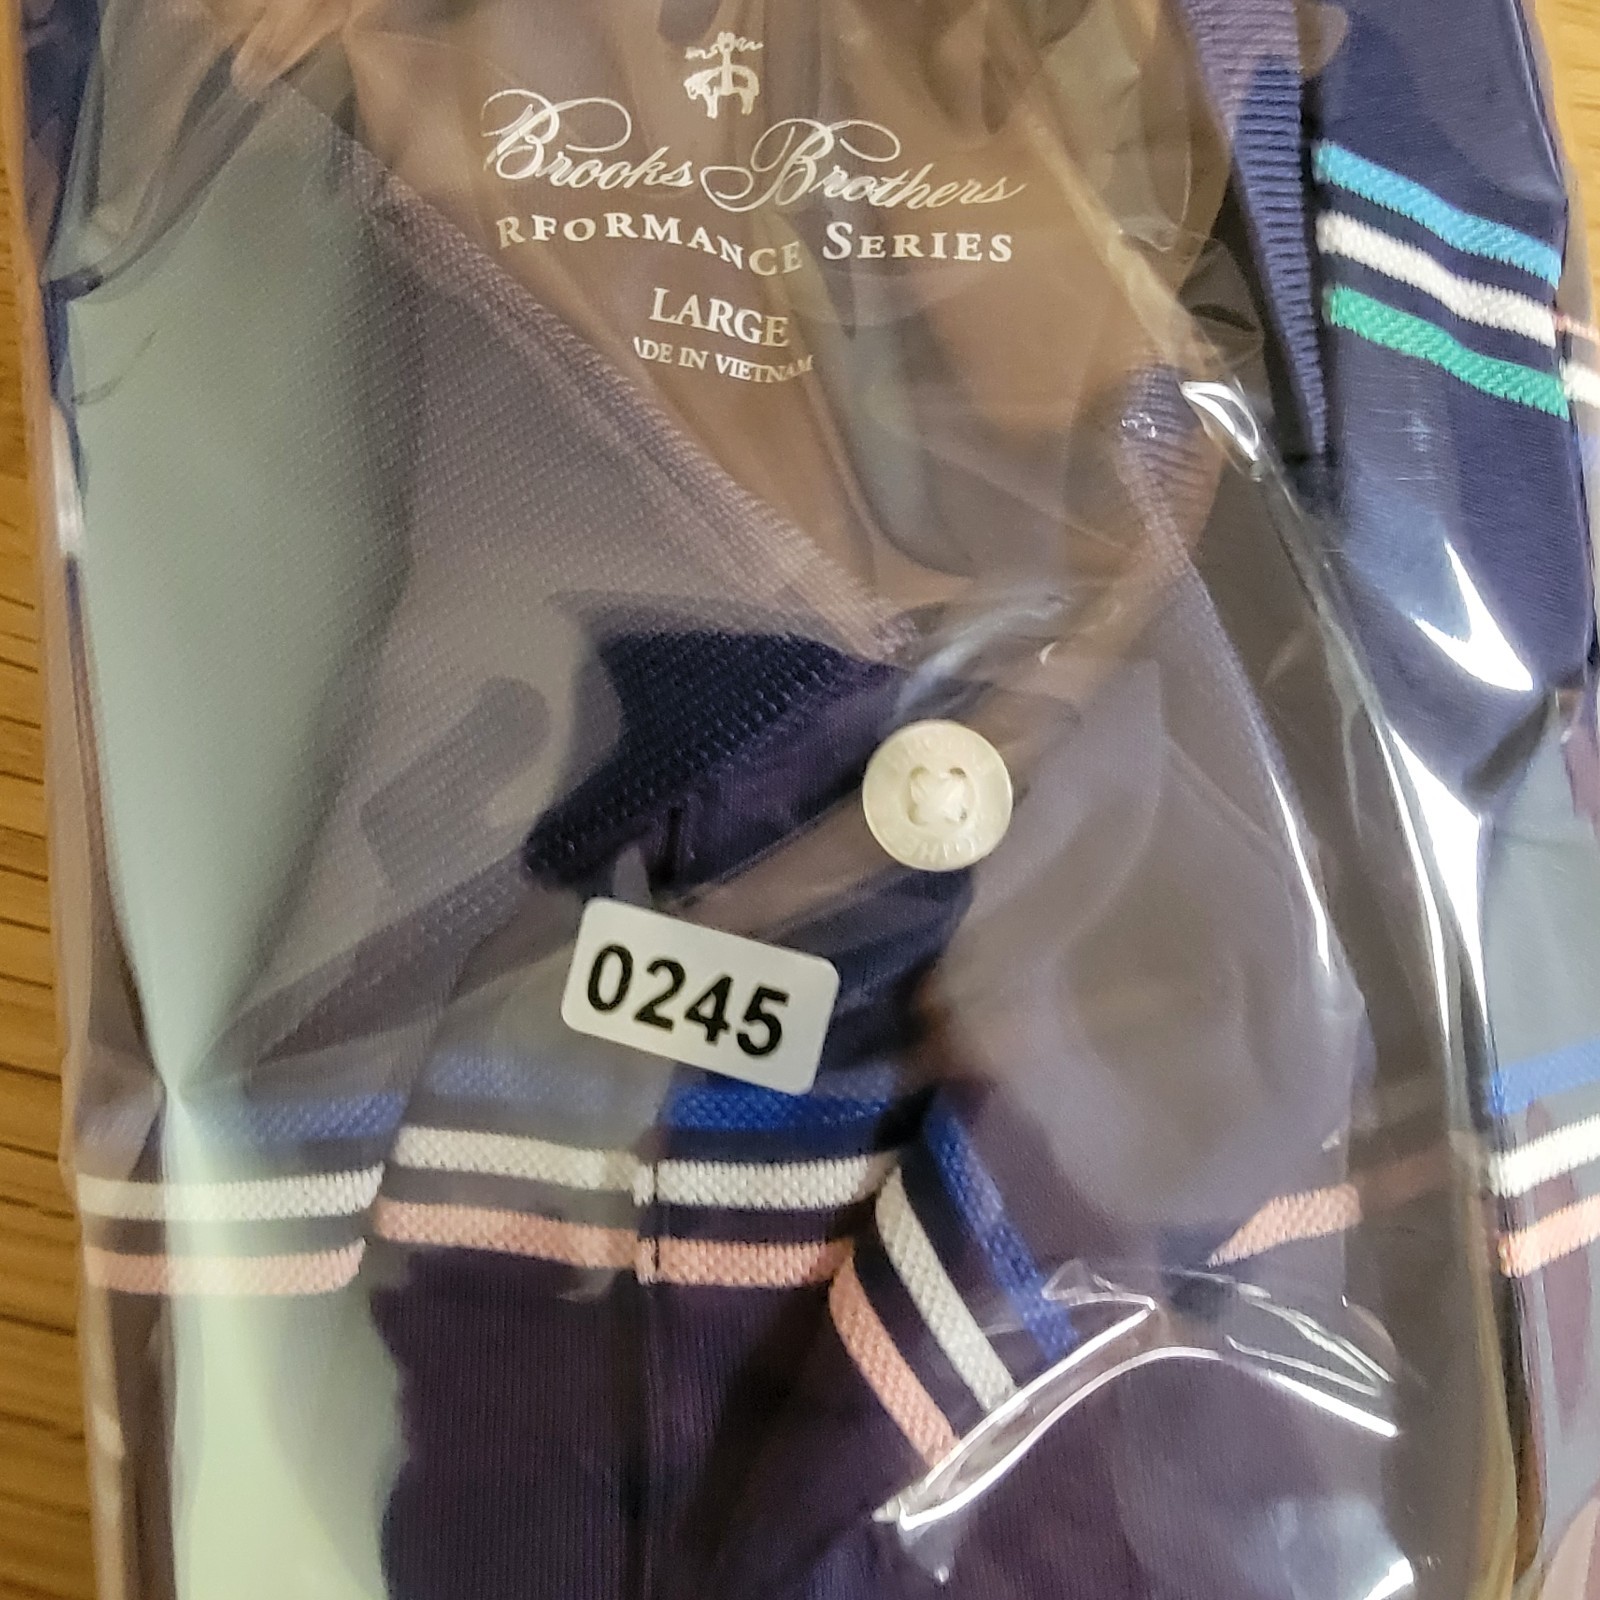 Brooks Brothers
RFORMANCE SERIES
LARGE
ADE IN VIETNAM
0245